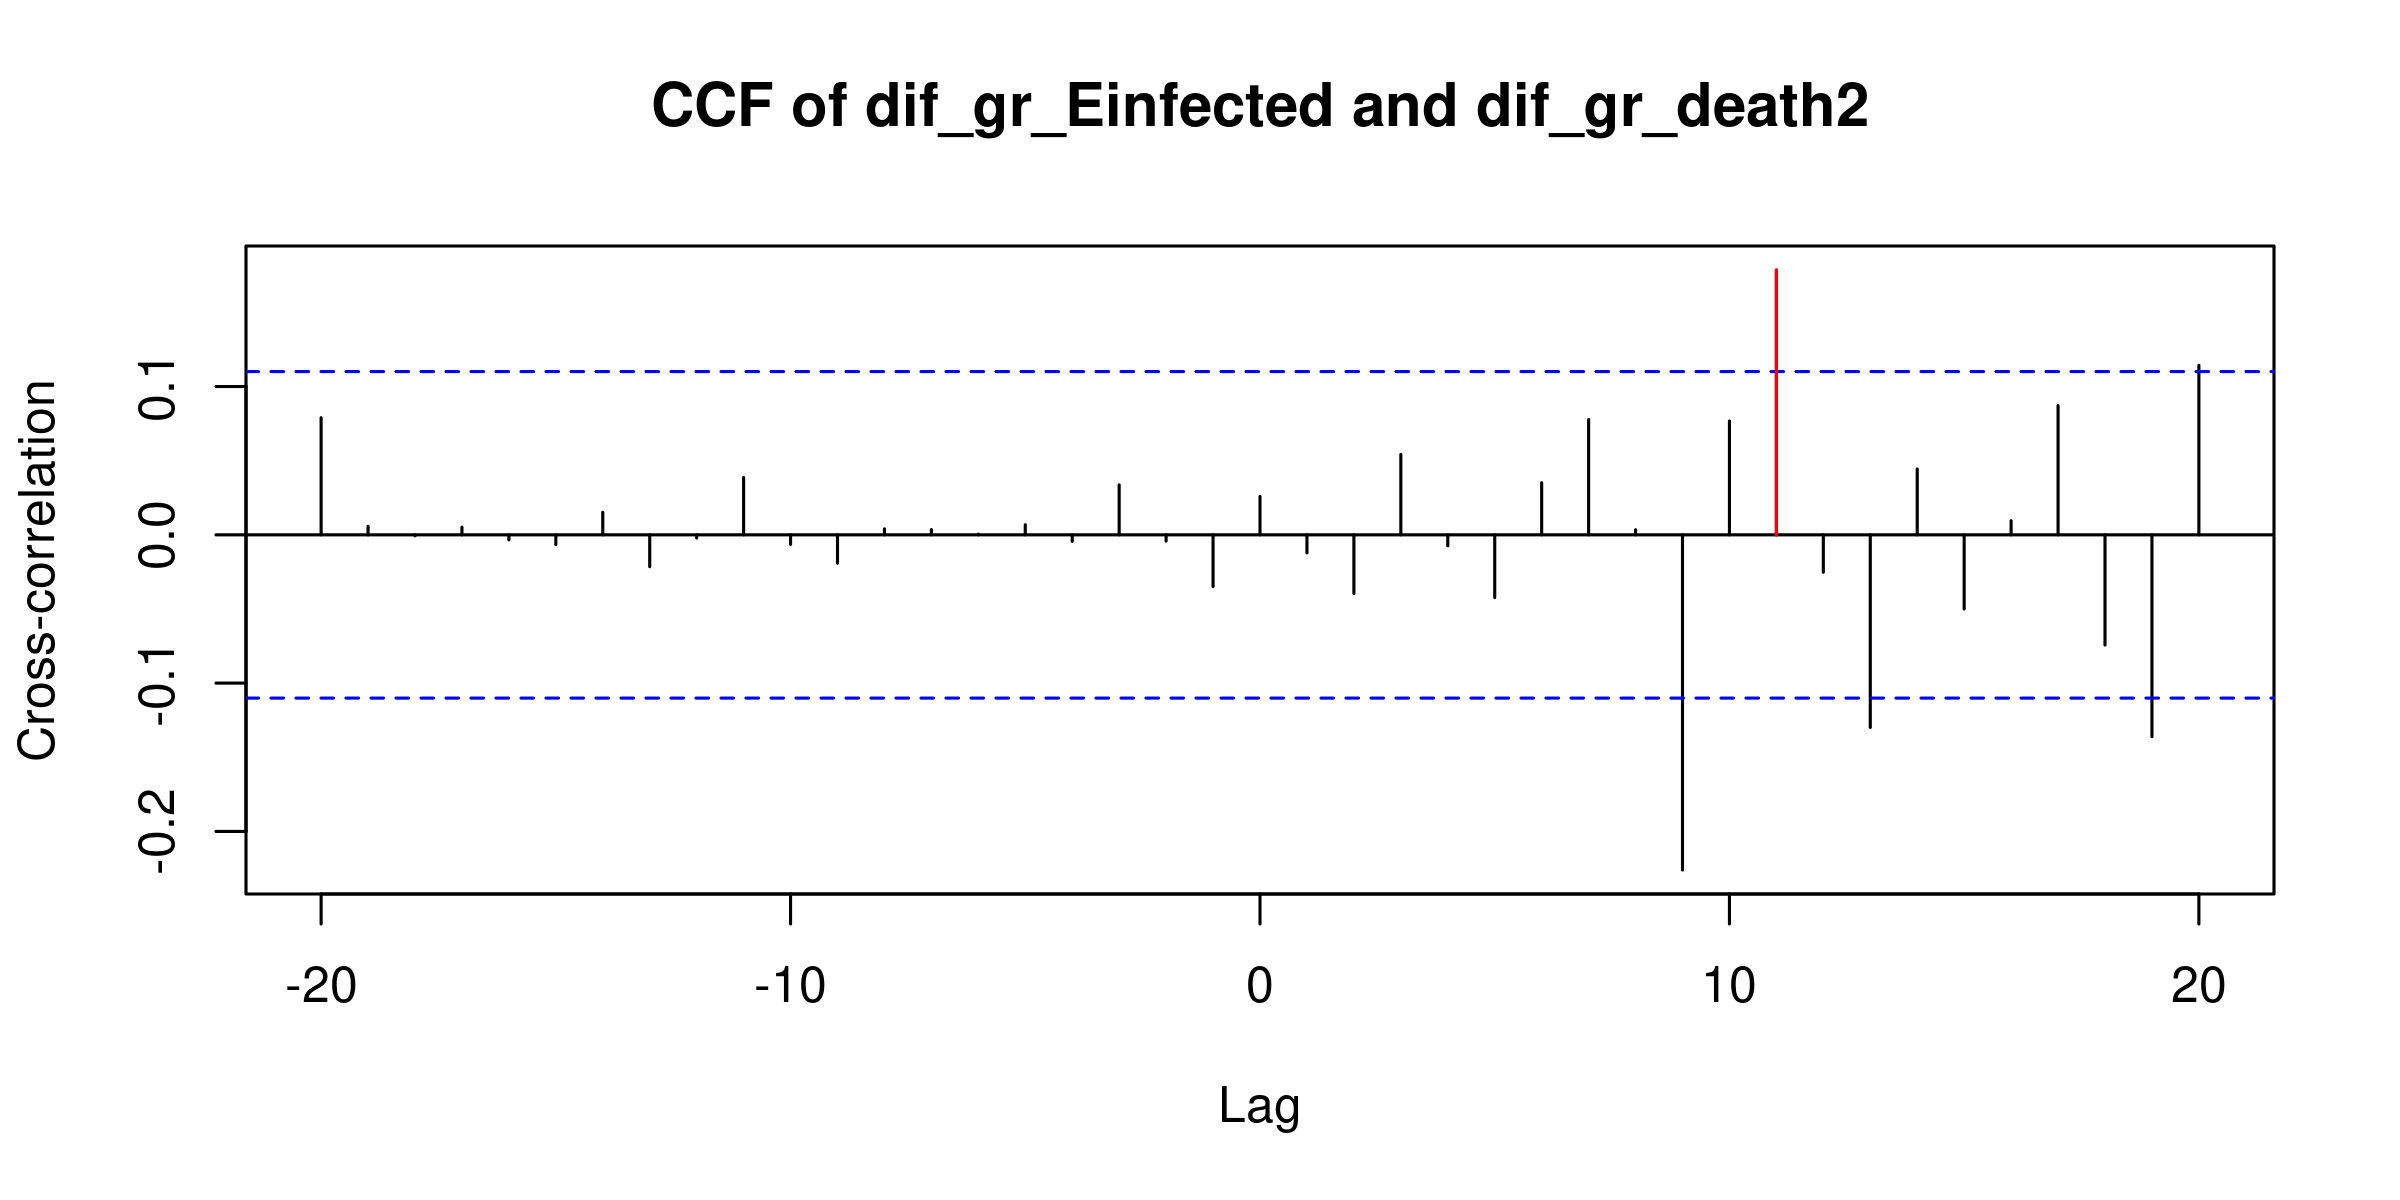 CCF of dif_gr_Einfected and dif_gr_death2
Cross-correlation
0.1
0.0
-0.1
-0.2
-20 -10 0 10 20
Lag